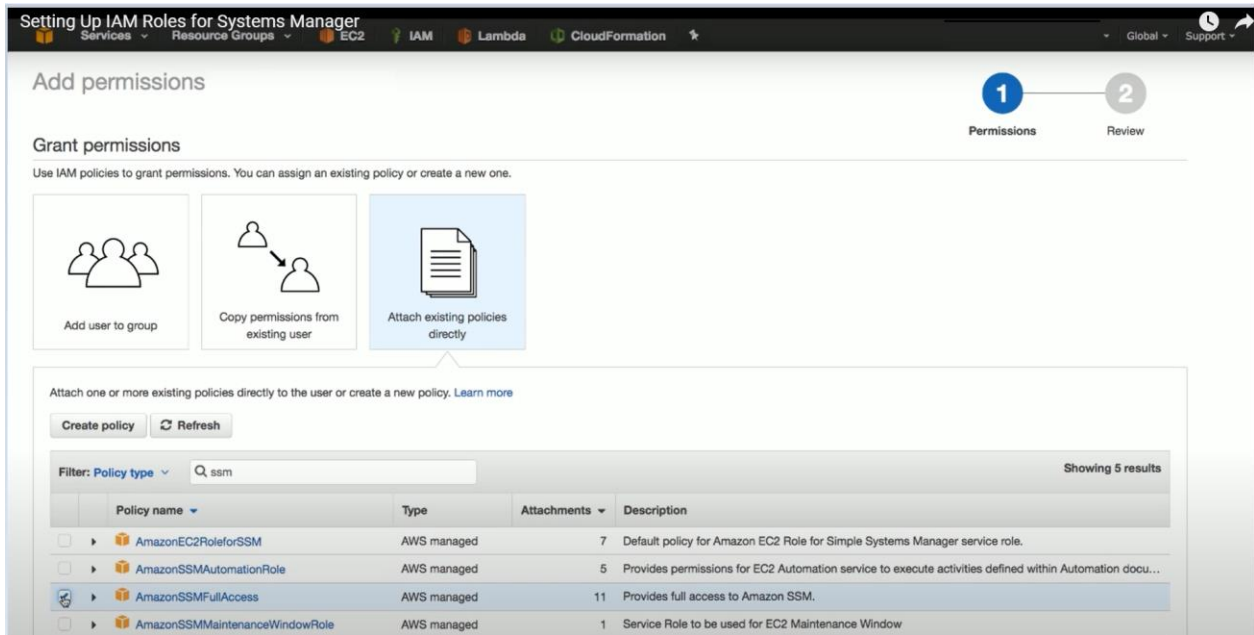 Setting Up IAM Roles for Systems Manager
Services Resource Groups EC2 IAM Lambda CloudFormation Global Support
Add permissions
1 2
Permissions Review
Grant permissions
Use IAM policies to grant permissions. You can assign an existing policy or create a new one.
Add user to group
Copy permissions from
existing user
Attach existing policies
directly
Attach one or more existing policies directly to the user or create a new policy. Learn more
Create policy Refresh
Filter: Policy type ssm Showing 5 results
Policy name Type Attachments Description
AmazonEC2RoleforSSM AWS managed 7 Default policy for Amazon EC2 Role for Simple Systems Manager service role.
AmazonSSMAutomationRole AWS managed 5 Provides permissions for EC2 Automation service to execute activities defined within Automation docu...
AmazonSSMFullAccess AWS managed 11 Provides full access to Amazon SSM.
AmazonSSMMaintenanceWindowRole AWS managed 1 Service Role to be used for EC2 Maintenance Window